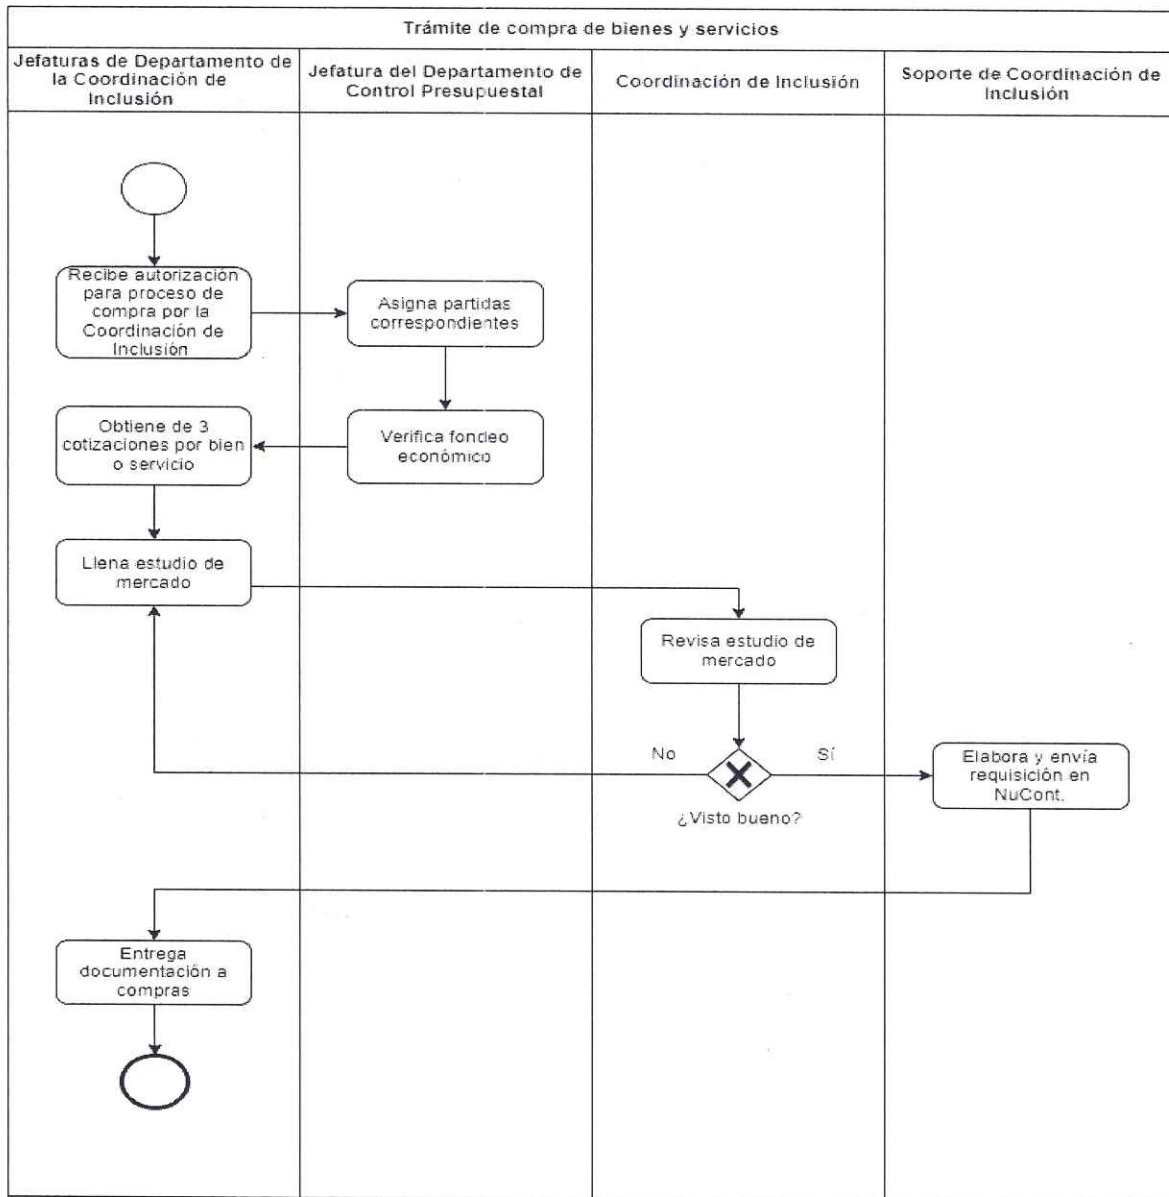 Trámite de compra de bienes y servicios
Jefaturas de Departamento de
la Coordinación de
Inclusión
Jefatura del Departamento de
Control Presupuestal
Coordinación de Inclusión
Soporte de Coordinación de
Inclusión
Recibe autorización
para proceso de
compra por la
Coordinación de
Inclusión
Asigna partidas
correspondientes
Verifica fondeo
económico
Obtiene de 3
cotizaciones por bien
o servicio
Llena estudio de
mercado
Revisa estudio de
mercado
No
Sí
¿Visto bueno?
Elabora y envía
requisición en
NuCont.
Entrega
documentación a
compras